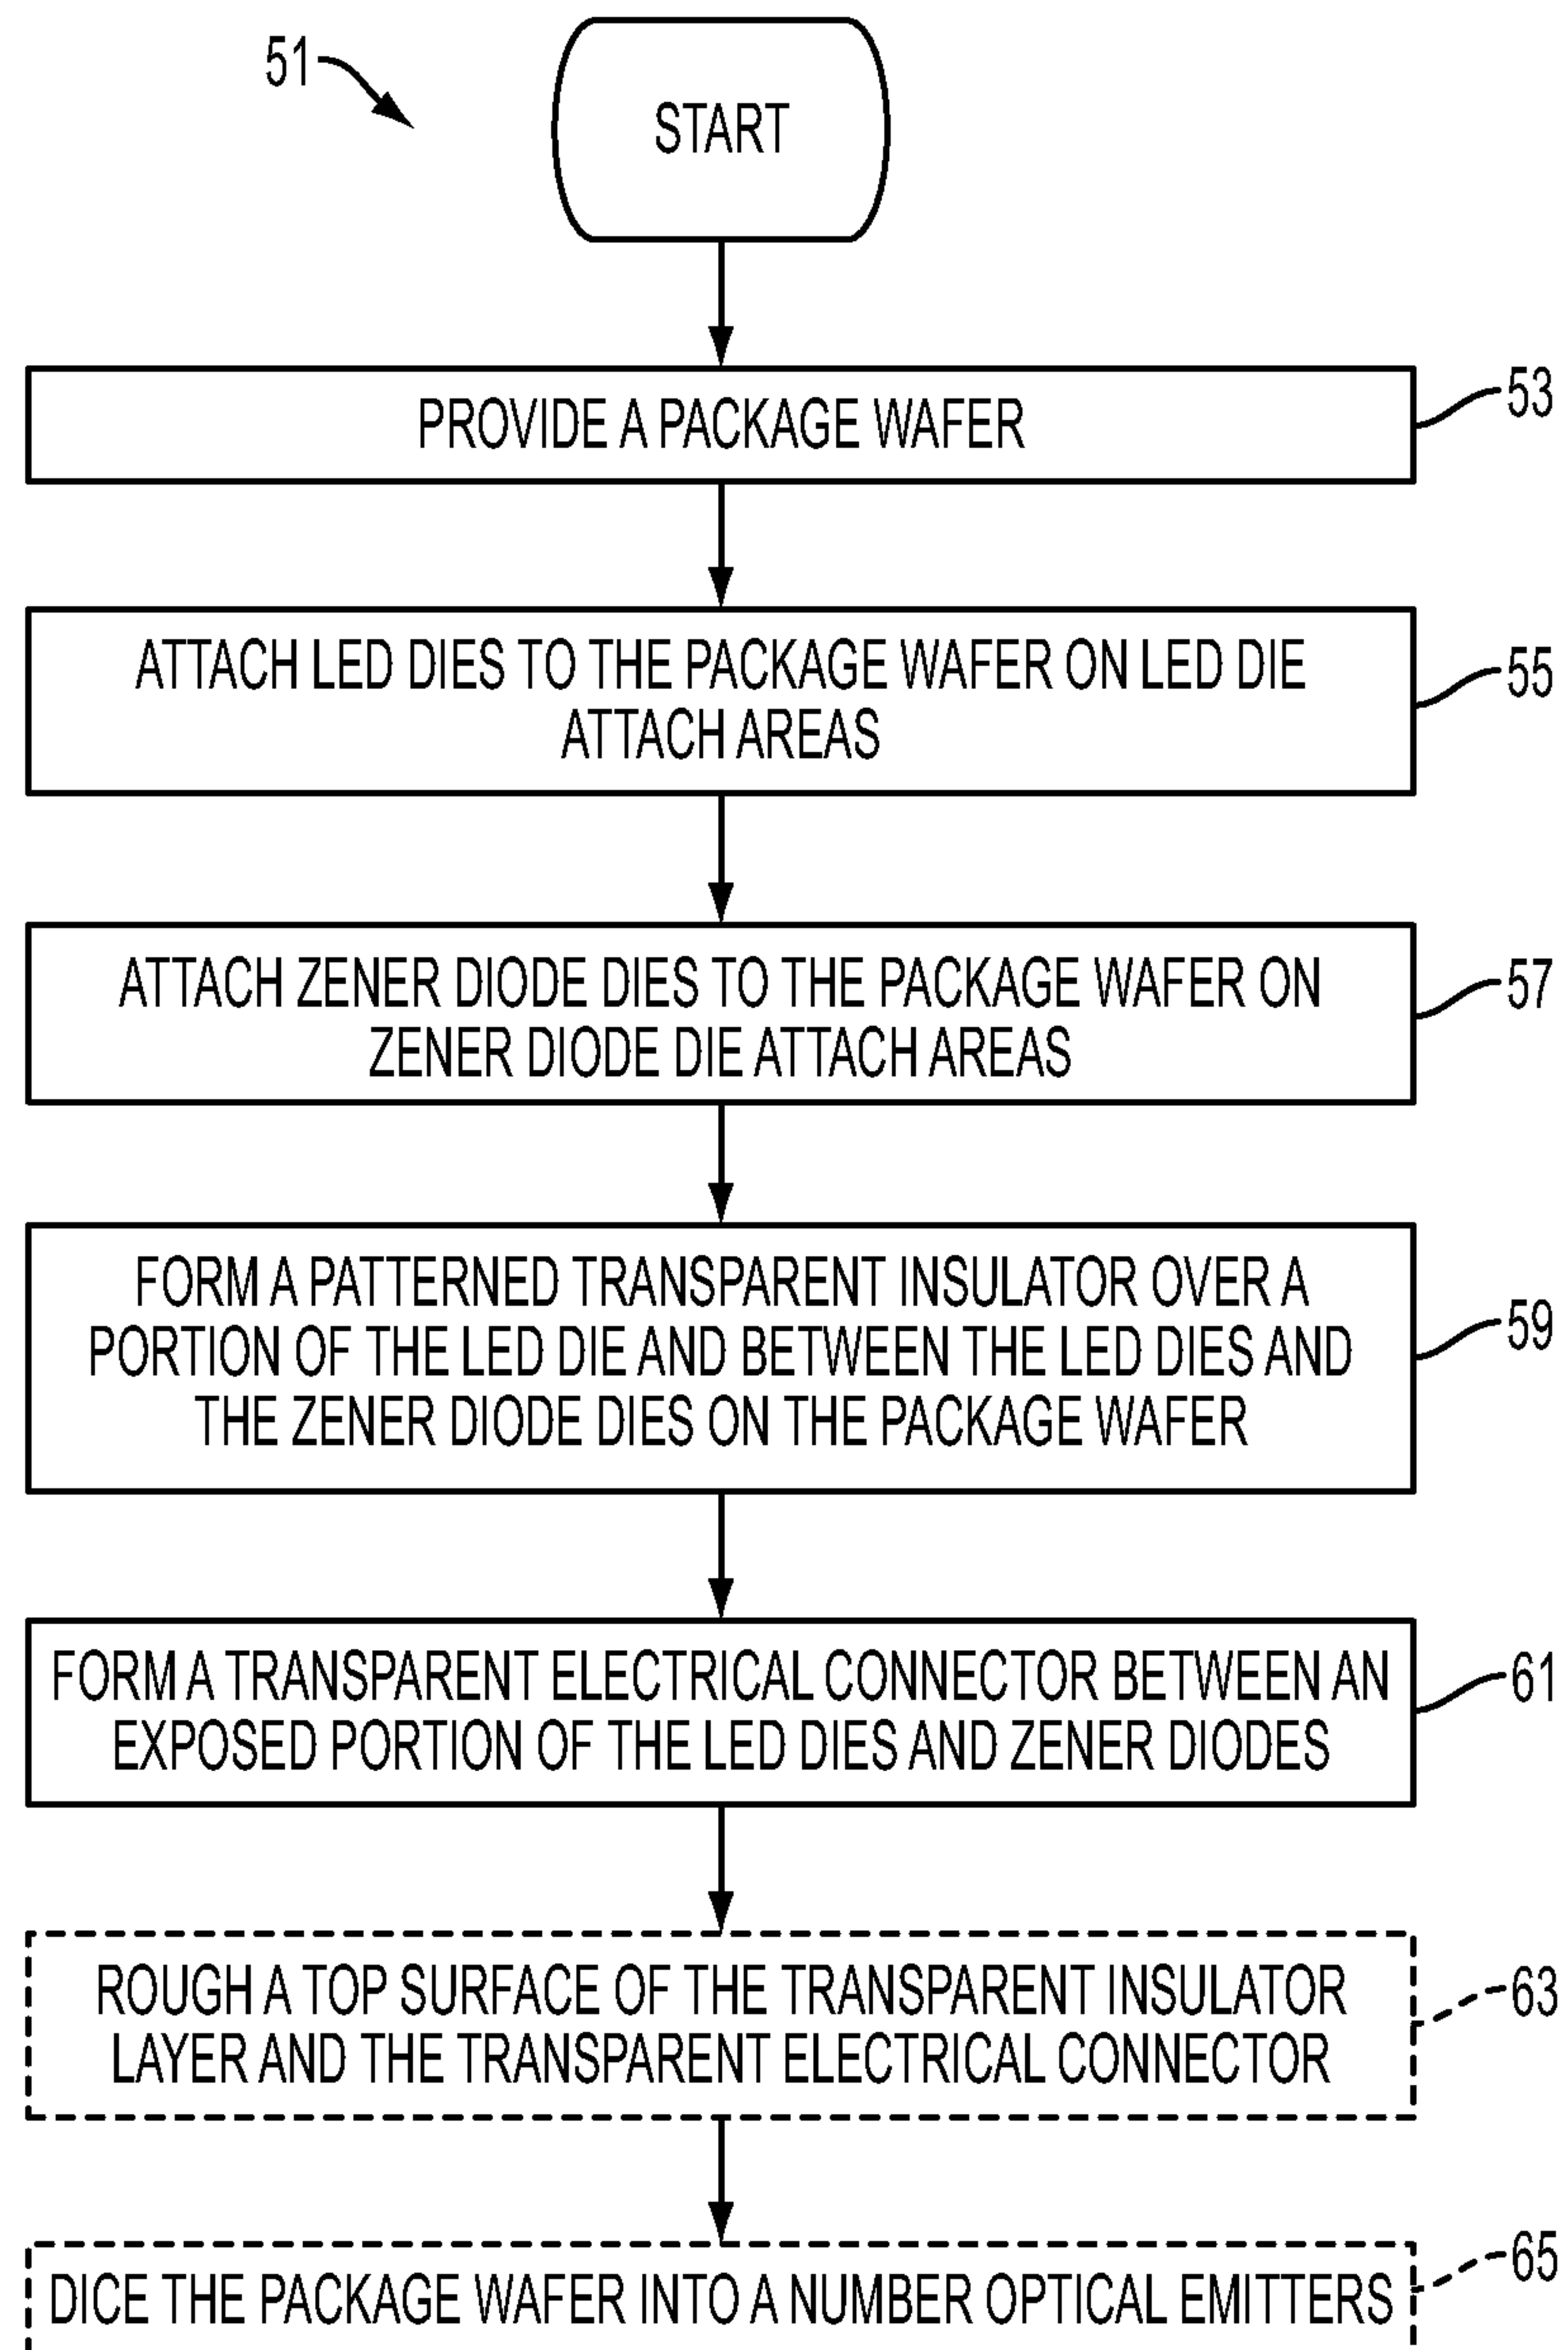 51
START
PROVIDE A PACKAGE WAFER
53
ATTACH LED DIES TO THE PACKAGE WAFER ON LED DIE
ATTACH AREAS
55
ATTACH ZENER DIODE DIES TO THE PACKAGE WAFER ON
ZENER DIODE DIE ATTACH AREAS
57
FORM A PATTERNED TRANSPARENT INSULATOR OVER A
PORTION OF THE LED DIE AND BETWEEN THE LED DIES AND
THE ZENER DIODE DIES ON THE PACKAGE WAFER
59
FORM A TRANSPARENT ELECTRICAL CONNECTOR BETWEEN AN
EXPOSED PORTION OF THE LED DIES AND ZENER DIODES
61
ROUGH A TOP SURFACE OF THE TRANSPARENT INSULATOR
LAYER AND THE TRANSPARENT ELECTRICAL CONNECTOR
63
DICE THE PACKAGE WAFER INTO A NUMBER OPTICAL EMITTERS
65